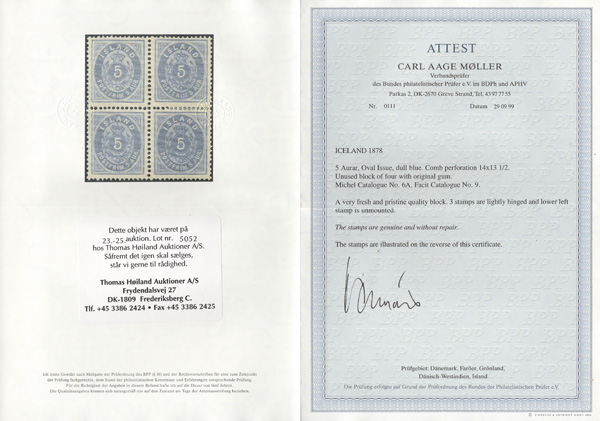 ISLAND
5
ISLAND
5
ISLAND
5
ISLAND
5
Dette objekt har været på
23.-25.auktion. Lot nr. 5052
hos Thomas Høiland Auktioner A/S.
Såfremt det igen skal sælges,
står vi gerne til rådighed.
Thomas Høiland Auktioner A/S
Frydendalsvej 27
DK-1809 Frederiksberg C.
Tlf. +45 3386 2424 • Fax +45 3386 2425
ATTEST
CARL AAGE MØLLER
Verbandsprüfer
des Bundes philatelistischer Prüfer e.V. im BDPh und APHV
Parkas 2, DK-2670 Greve Strand, Tel. 43 97 77 55
Nr. 0111 Datum 29 09 99
ICELAND 1878
5 Aurar, Oval Issue, dull blue. Comb perforation 14x13 1/2.
Unused block of four with original gum.
Michel Catalogue No. 6A. Facit Catalogue No. 9.
A very fresh and pristine quality block. 3 stamps are lightly hinged and lower left
stamp is unmounted.
The stamps are genuine and without repair.
The stamps are illustrated on the reverse of this certificate.
Prüfgebiet: Dänemark, Faröer, Grönland,
Dänisch-Westindien, Island
Die Prüfung erfolgte auf Grund der Prüfordnung des Bundes der Philatelistischen Prüfer e.V.